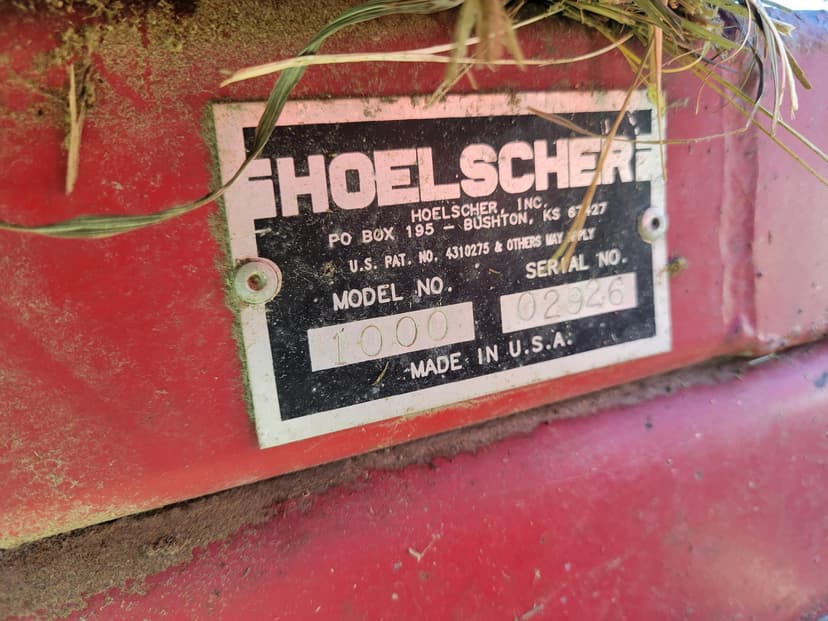 HOELSCHER
HOELSCHER, INC.
PO BOX 195 - BUSHTON, KS 67427
U.S. PAT. NO. 4310275 & OTHERS MAY APPLY
MODEL NO.
SERIAL NO.
1000
02926
MADE IN U.S.A.